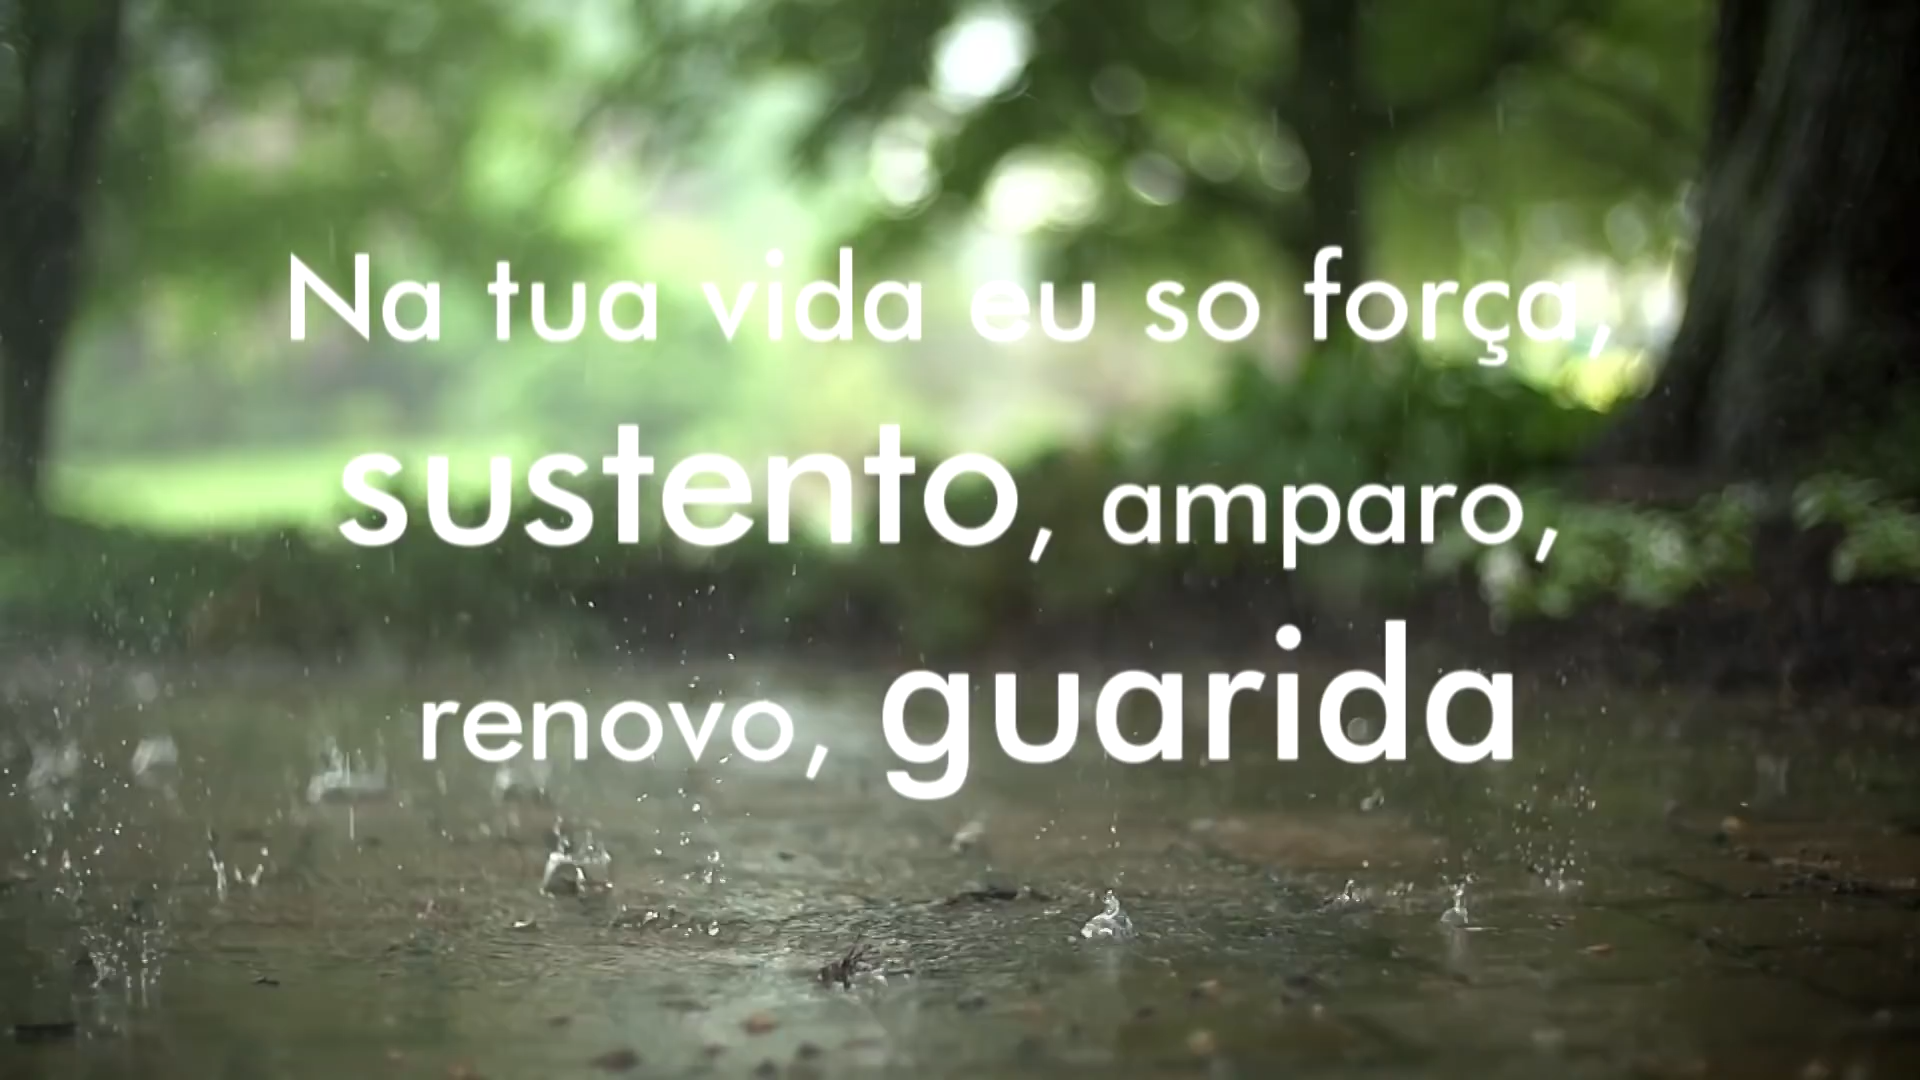 Na tua vida eu so força,
sustento, amparo,
renovo, guarida